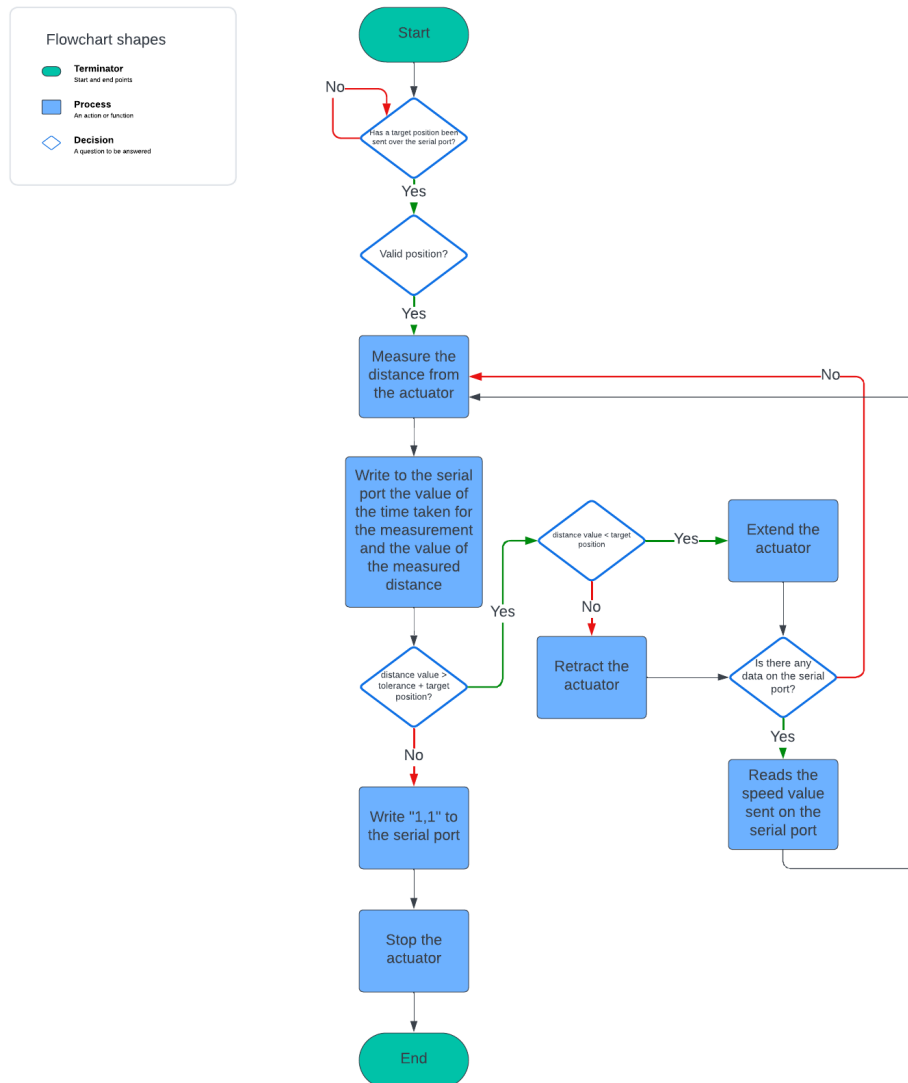 Flowchart shapes
Terminator
Start and end points
Process
An action or function
Decision
A question to be answered
Start
No
Has a target position been
sent over the serial port?
Yes
Valid position?
Yes
Measure the
distance from
the actuator
No
Write to the serial
port the value of
the time taken for
the measurement
and the value of
the measured
distance
distance value < target
position
Yes
Extend the
actuator
Yes
No
distance value >
tolerance + target
position?
Retract the
actuator
Is there any
data on the serial
port?
No
Yes
Write "1,1" to
the serial port
Reads the
speed value
sent on the
serial port
Stop the
actuator
End